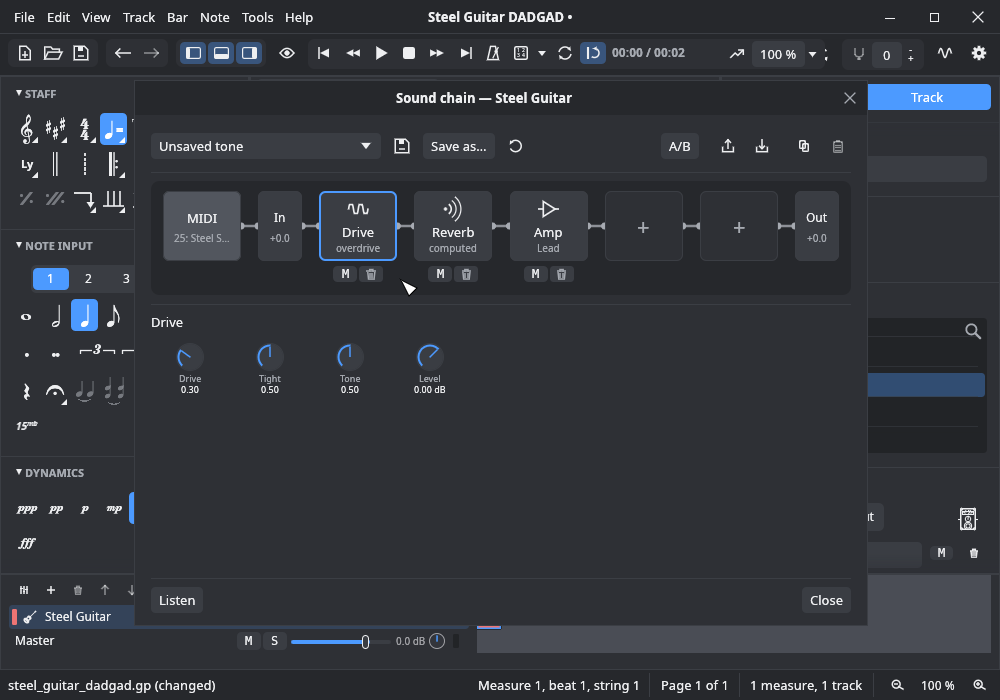 File Edit View Track Bar Note Tools Help
Steel Guitar DADGAD •
00:00 / 00:02
100 %
0
STAFF
Track
Sound chain — Steel Guitar
Unsaved tone
Save as...
A/B
Ly
MIDI
25: Steel S...
In
+0.0
Drive
overdrive
Reverb
computed
Amp
Lead
+
+
Out
+0.0
M
M
M
NOTE INPUT
1 2 3
Drive
3
Drive
0.30
Tight
0.50
Tone
0.50
Level
0.00 dB
15mb
DYNAMICS
ppp pp p mp
fff
M
Listen
Close
Steel Guitar
Master
M S
0.0 dB
steel_guitar_dadgad.gp (changed)
Measure 1, beat 1, string 1
Page 1 of 1
1 measure, 1 track
100 %